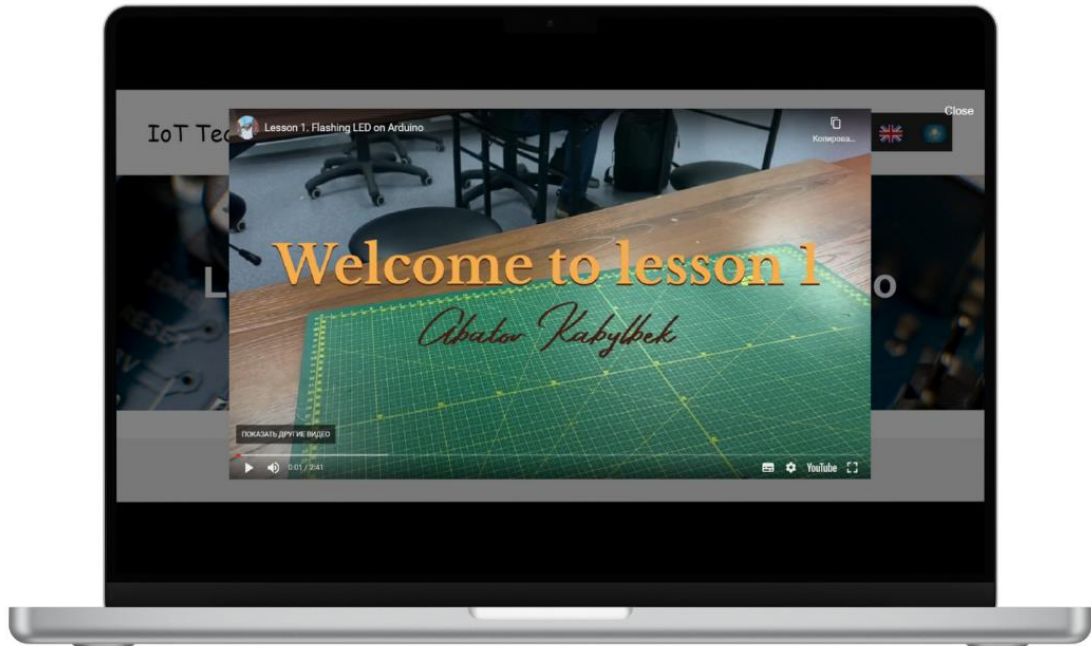 Close
IoT Tec
Lesson 1. Flashing LED on Arduino
Копирова...
Welcome to lesson 1
Abatov Kabylbek
L
o
RESET
ПОКАЗАТЬ ДРУГИЕ ВИДЕО
0:01 / 2:41
YouTube